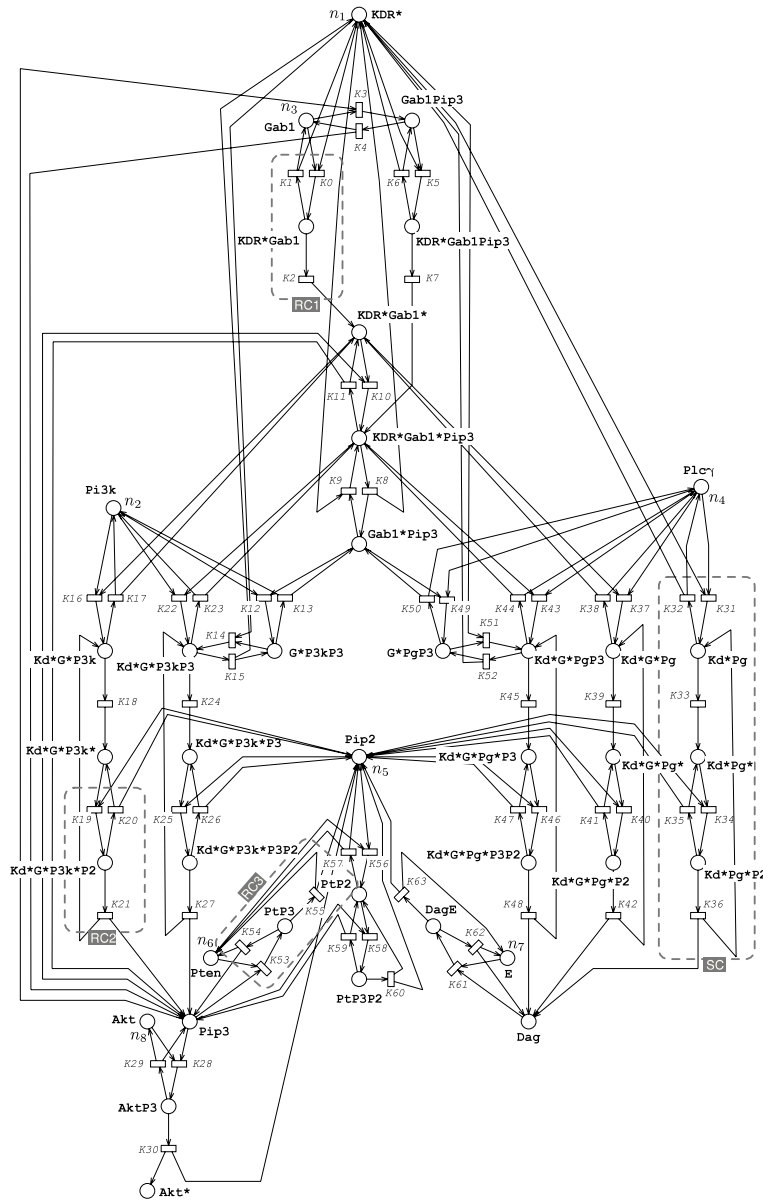 n1 KDR*
K3
n3 Gab1Pip3
Gab1
K4
K1 K0 K6 K5
KDR*Gab1 KDR*Gab1Pip3
K2 K7
RC1
KDR*Gab1*
K11 K10
KDR*Gab1*Pip3
Plcγ
K9 K8
Pi3k n2 n4
Gab1*Pip3
K16 K17 K22 K23 K12 K13 K50 K49 K44 K43 K38 K37 K32 K31
K14 K51
Kd*G*P3k Kd*G*P3kP3 G*P3kP3 G*PgP3 Kd*G*PgP3 Kd*G*Pg Kd*Pg
K15 K52
K18 K24 K45 K39 K33
Pip2
Kd*G*P3k* Kd*G*P3k*P3 Kd*G*Pg*P3 Kd*G*Pg* Kd*Pg*
n5
K19 K20 K25 K26 K47 K46 K41 K40 K35 K34
Kd*G*P3k*P2 Kd*G*P3k*P3P2 K57 K56 Kd*G*Pg*P3P2 Kd*G*Pg*P2 Kd*Pg*P2
RC3 PtP2 K63
K21 K27 PtP3 K55 DagE K48 K42 K36
RC2 n6 K54 K59 K58 K62 n7
Pten K53 K61 E SC
PtP3P2 K60
Akt Pip3 Dag
n8
K29 K28
AktP3
K30
Akt*